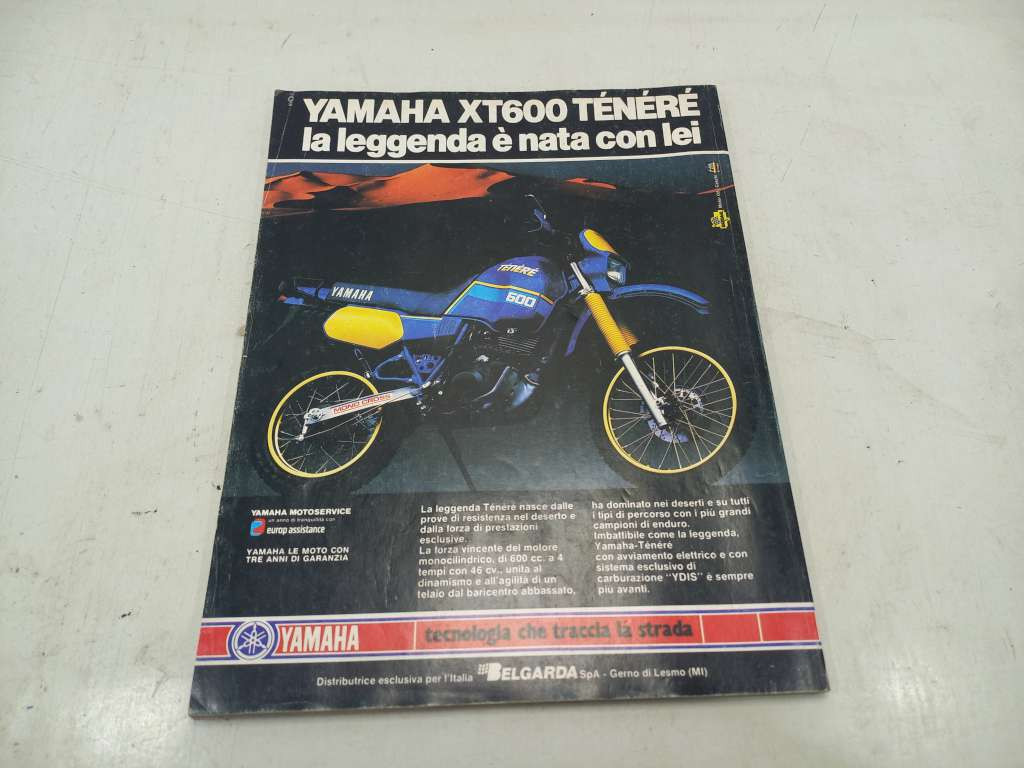 YAMAHA XT600 TÉNÉRÉ
la leggenda è nata con lei
TÉNÉRÉ
YAMAHA
600
MONO CROSS
YAMAHA MOTOSERVICE
un anno di tranquillità con
europ assistance
YAMAHA LE MOTO CON
TRE ANNI DI GARANZIA
La leggenda Ténéré nasce dalle
prove di resistenza nel deserto e
dalla forza di prestazioni
esclusive.
La forza vincente del motore
monocilindrico, di 600 cc. a 4
tempi con 46 cv., unita al
dinamismo e all'agilità di un
telaio dal baricentro abbassato,
ha dominato nei deserti e su tutti
i tipi di percorso con i più grandi
campioni di enduro.
Imbattibile come la leggenda,
Yamaha-Ténéré
con avviamento elettrico e con
sistema esclusivo di
carburazione "YDIS" è sempre
più avanti.
YAMAHA
tecnologia che traccia la strada
Distributrice esclusiva per l'Italia BELGARDA SpA - Gerno di Lesmo (MI)